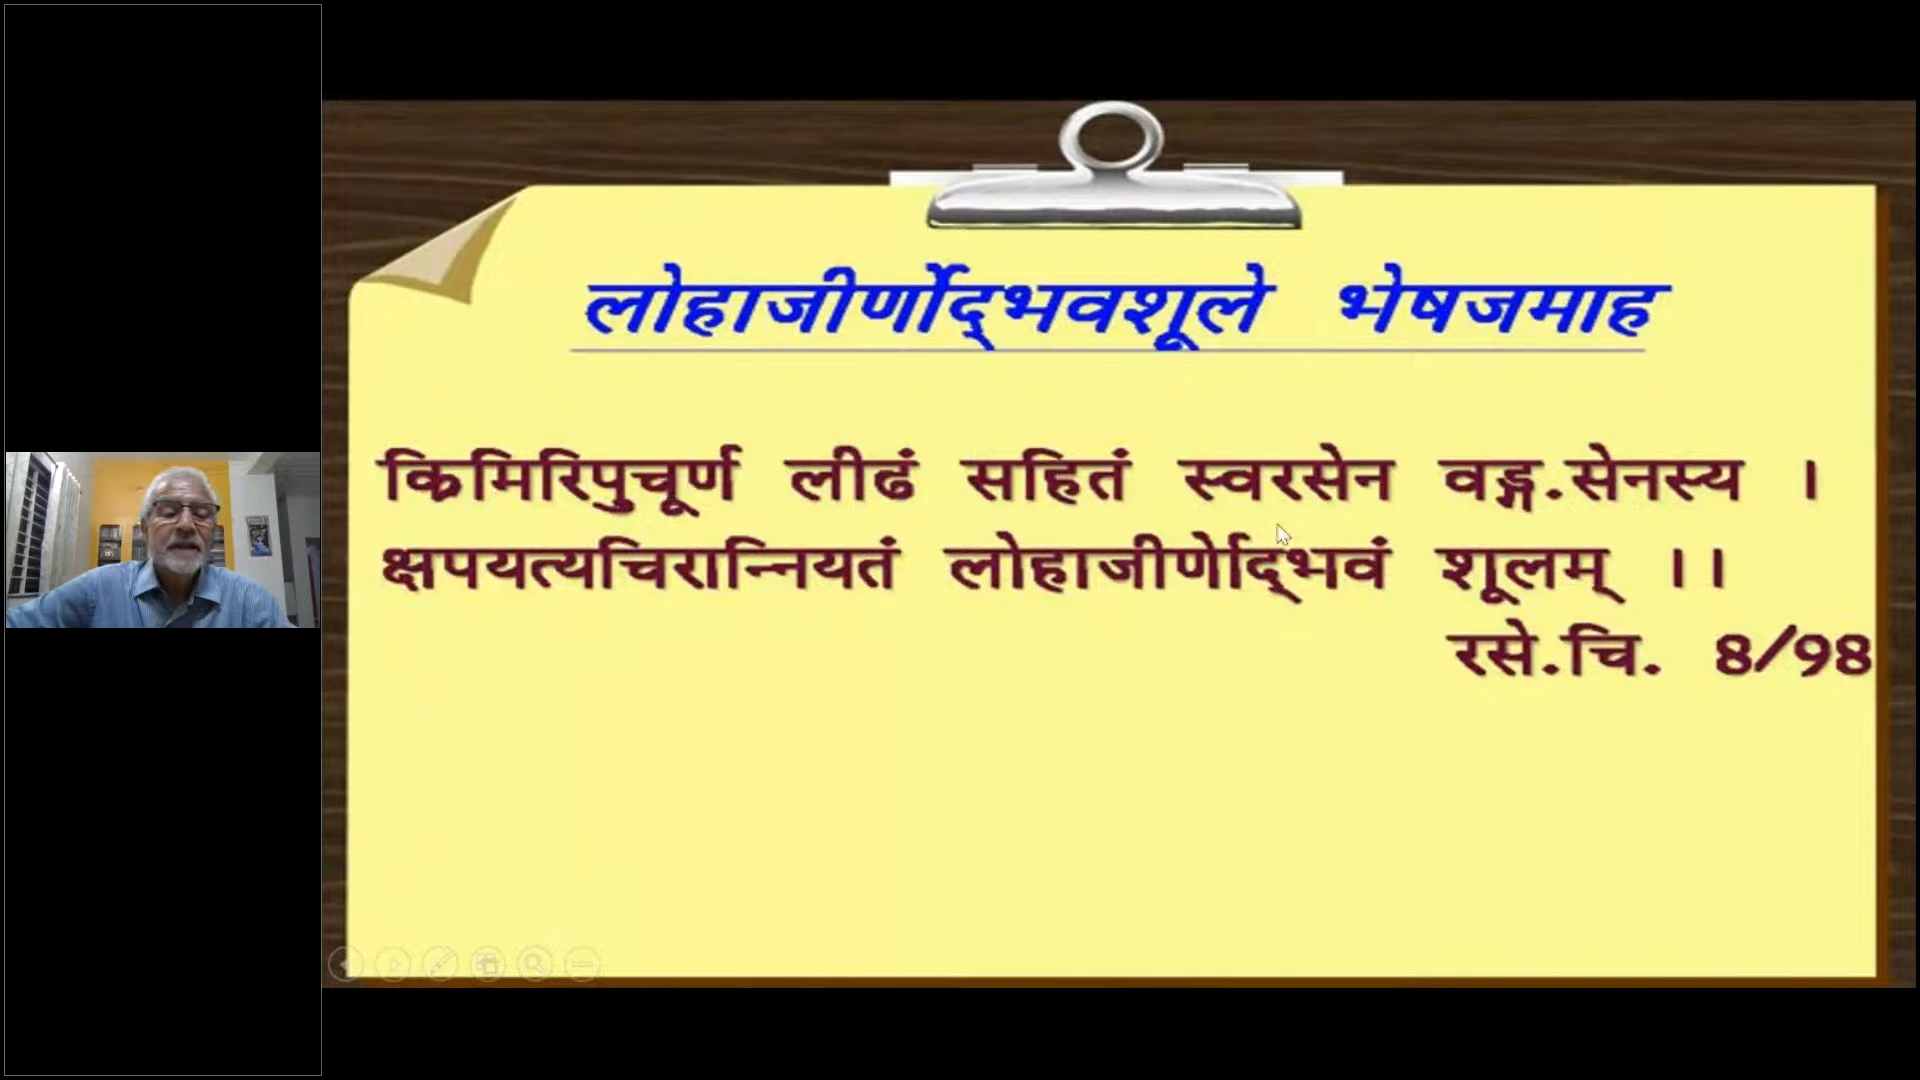 लोहाजीर्णोद्भवशूले भेषजमाह
क्रिमिरिपुचूर्ण लीढं सहितं स्वरसेन वङ्ग.सेनस्य ।
क्षपयत्यचिरान्नियतं लोहाजीर्णोद्भवं शूलम् ।।
रसे.चि. 8/98